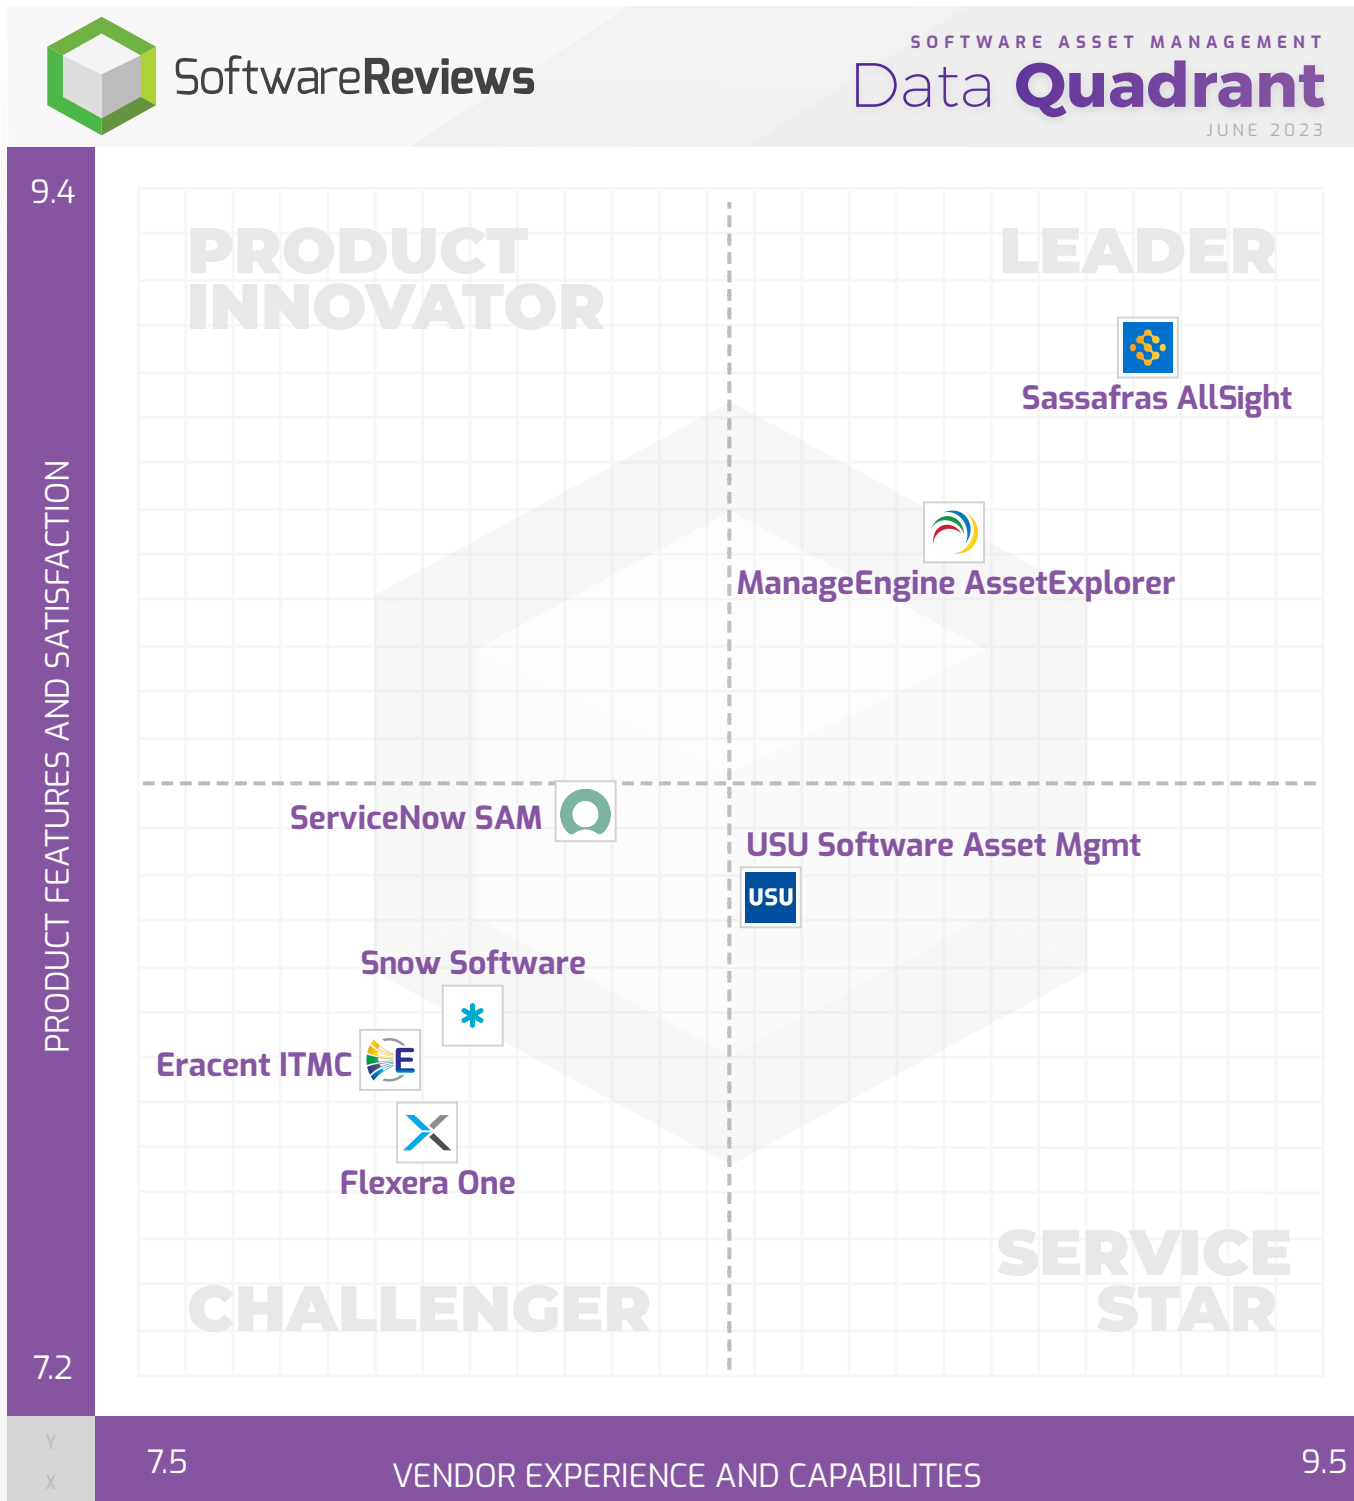 SoftwareReviews
SOFTWARE ASSET MANAGEMENT
Data Quadrant
JUNE 2023
9.4
PRODUCT FEATURES AND SATISFACTION
7.2
PRODUCT
INNOVATOR
LEADER
Sassafras AllSight
ManageEngine AssetExplorer
ServiceNow SAM
USU Software Asset Mgmt
USU
Snow Software
Eracent ITMC
E
Flexera One
CHALLENGER
SERVICE
STAR
Y
X
7.5
VENDOR EXPERIENCE AND CAPABILITIES
9.5